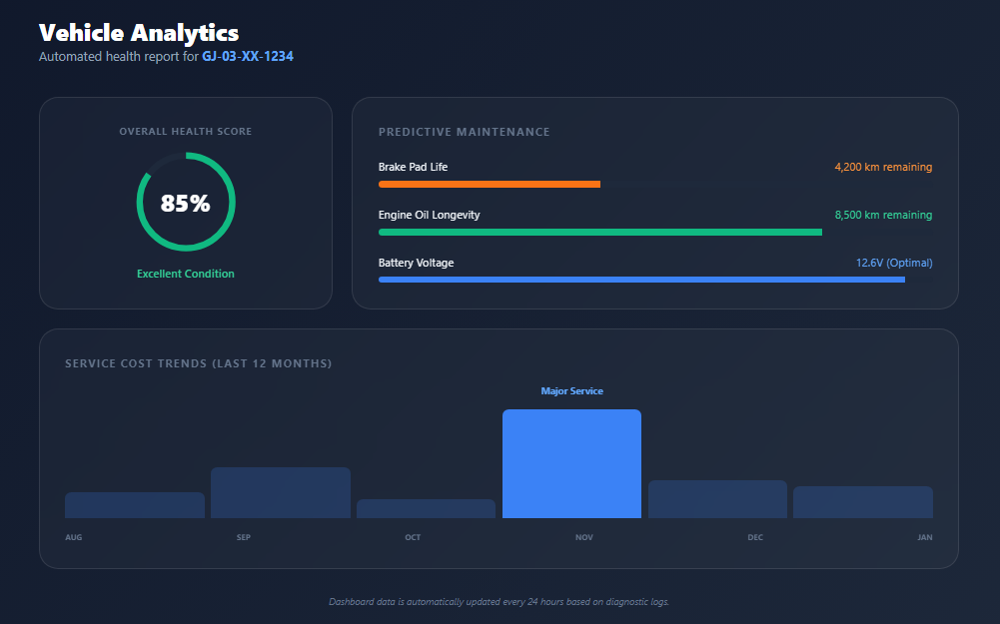 Vehicle Analytics
Automated health report for GJ-03-XX-1234
OVERALL HEALTH SCORE
85%
Excellent Condition
PREDICTIVE MAINTENANCE
Brake Pad Life
4,200 km remaining
Engine Oil Longevity
8,500 km remaining
Battery Voltage
12.6V (Optimal)
SERVICE COST TRENDS (LAST 12 MONTHS)
Major Service
AUG SEP OCT NOV DEC JAN
Dashboard data is automatically updated every 24 hours based on diagnostic logs.